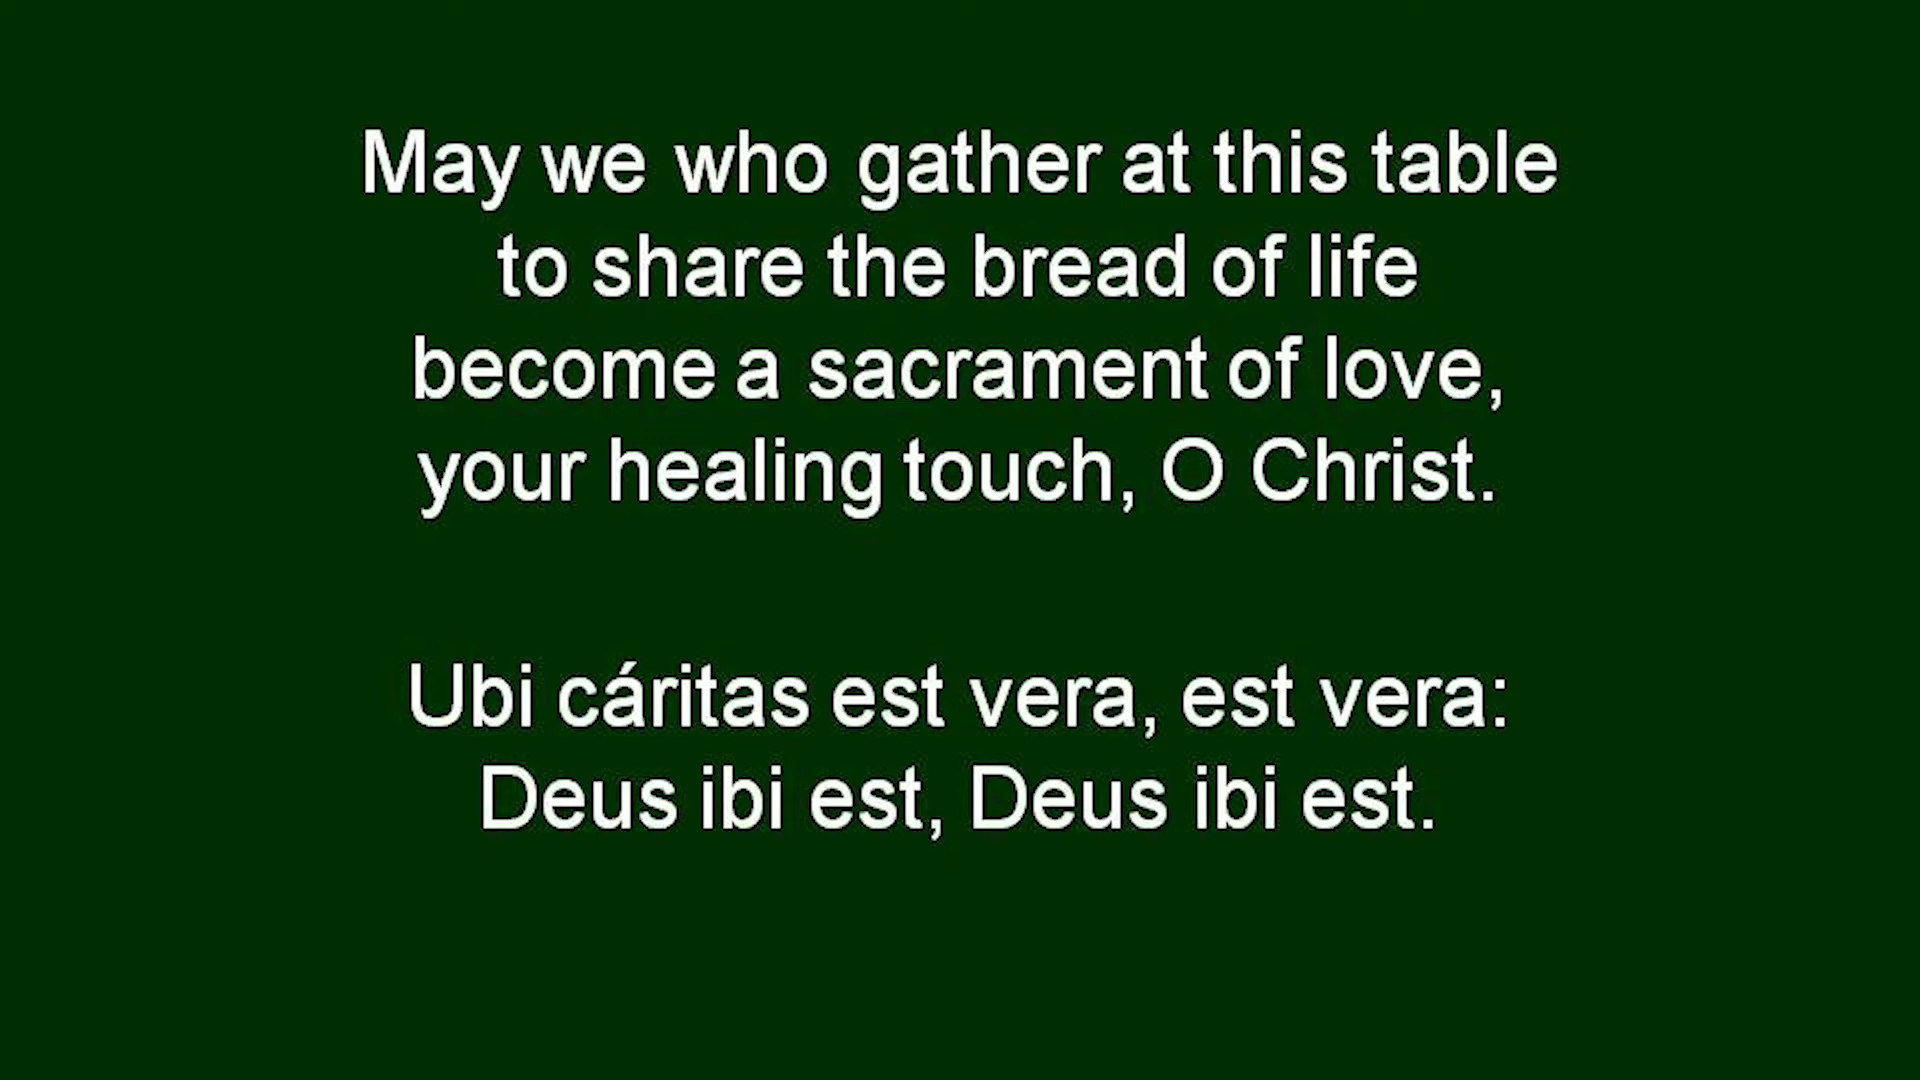 May we who gather at this table
to share the bread of life
become a sacrament of love,
your healing touch, O Christ.
Ubi cáritas est vera, est vera:
Deus ibi est, Deus ibi est.